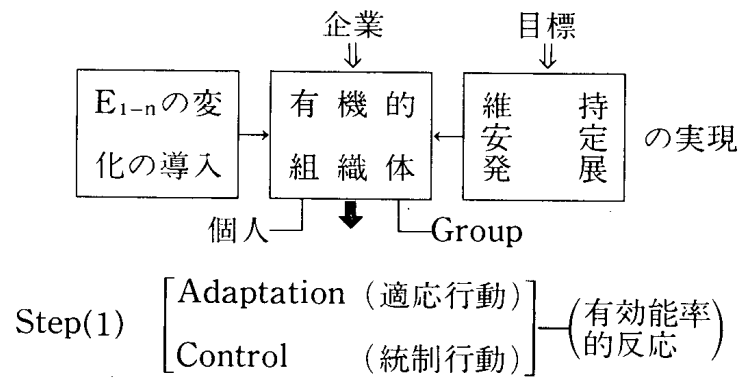 企業 目標
E₁₋ₙの変 有機的 維持
安定 の実現
化の導入 組織体 発展
個人 Group
Step(1) Adaptation (適応行動) (有効能率
Control (統制行動) 的反応)